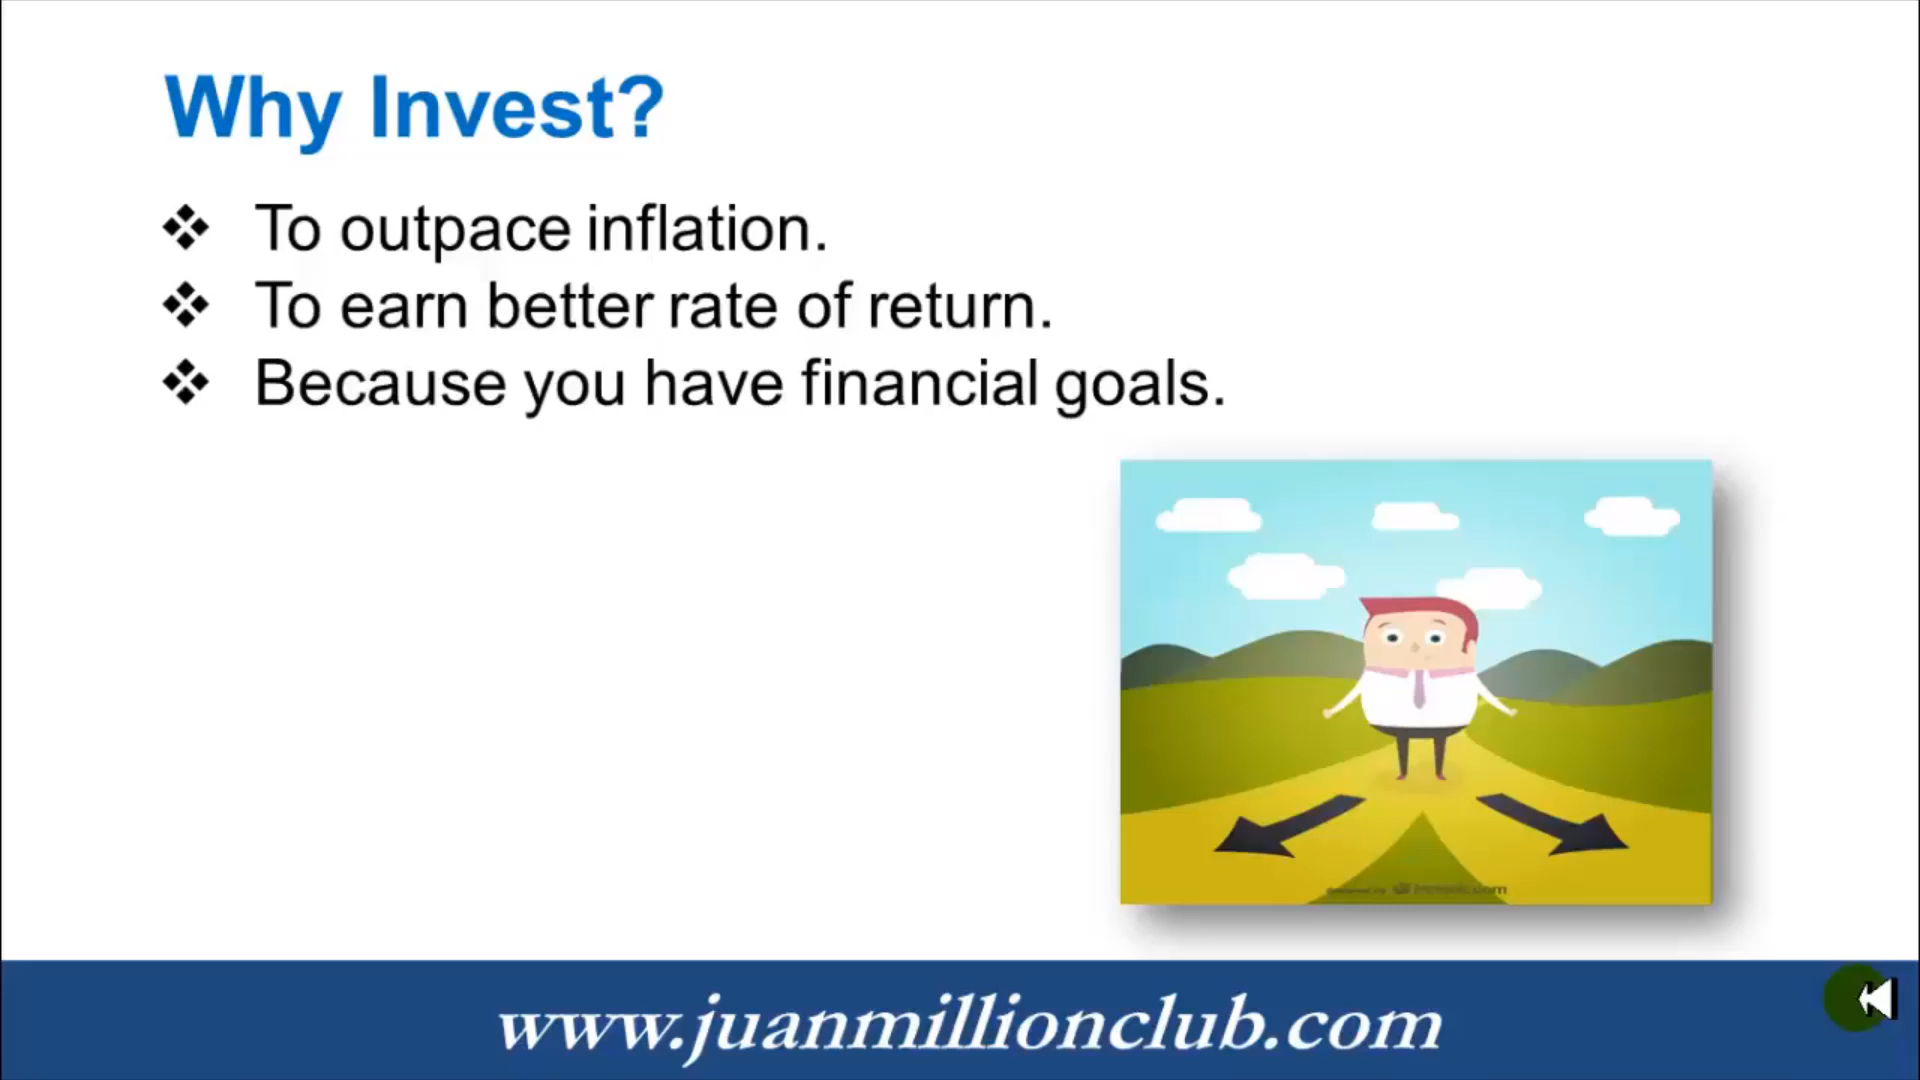 Why Invest?
To outpace inflation.
To earn better rate of return.
Because you have financial goals.
www.juanmillionclub.com